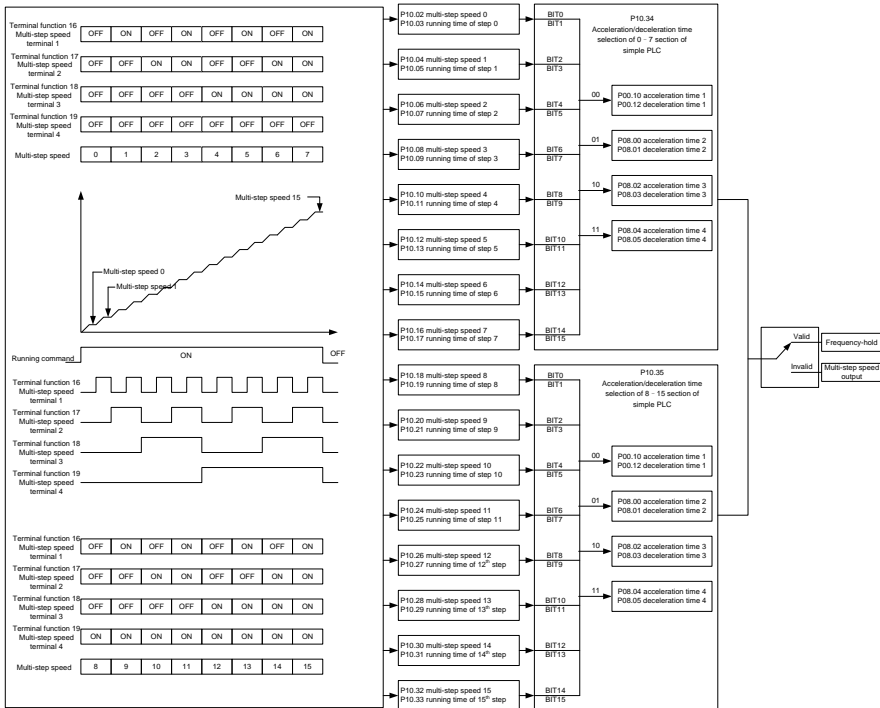 Terminal function 16
Multi-step speed
terminal 1
OFF ON OFF ON OFF ON OFF ON
Terminal function 17
Multi-step speed
terminal 2
OFF OFF ON ON OFF OFF ON ON
Terminal function 18
Multi-step speed
terminal 3
OFF OFF OFF OFF ON ON ON ON
Terminal function 19
Multi-step speed
terminal 4
OFF OFF OFF OFF OFF OFF OFF OFF
Multi-step speed
0 1 2 3 4 5 6 7
Multi-step speed 15
Multi-step speed 0
Multi-step speed 1
Running command
ON
OFF
Terminal function 16
Multi-step speed
terminal 1
Terminal function 17
Multi-step speed
terminal 2
Terminal function 18
Multi-step speed
terminal 3
Terminal function 19
Multi-step speed
terminal 4
Terminal function 16
Multi-step speed
terminal 1
OFF ON OFF ON OFF ON OFF ON
Terminal function 17
Multi-step speed
terminal 2
OFF OFF ON ON OFF OFF ON ON
Terminal function 18
Multi-step speed
terminal 3
OFF OFF OFF OFF ON ON ON ON
Terminal function 19
Multi-step speed
terminal 4
ON ON ON ON ON ON ON ON
Multi-step speed
8 9 10 11 12 13 14 15
P10.02 multi-step speed 0
P10.03 running time of step 0
P10.04 multi-step speed 1
P10.05 running time of step 1
P10.06 multi-step speed 2
P10.07 running time of step 2
P10.08 multi-step speed 3
P10.09 running time of step 3
P10.10 multi-step speed 4
P10.11 running time of step 4
P10.12 multi-step speed 5
P10.13 running time of step 5
P10.14 multi-step speed 6
P10.15 running time of step 6
P10.16 multi-step speed 7
P10.17 running time of step 7
P10.18 multi-step speed 8
P10.19 running time of step 8
P10.20 multi-step speed 9
P10.21 running time of step 9
P10.22 multi-step speed 10
P10.23 running time of step 10
P10.24 multi-step speed 11
P10.25 running time of step 11
P10.26 multi-step speed 12
P10.27 running time of 12th step
P10.28 multi-step speed 13
P10.29 running time of 13th step
P10.30 multi-step speed 14
P10.31 running time of 14th step
P10.32 multi-step speed 15
P10.33 running time of 15th step
BIT0
BIT1
BIT2
BIT3
BIT4
BIT5
BIT6
BIT7
BIT8
BIT9
BIT10
BIT11
BIT12
BIT13
BIT14
BIT15
P10.34
Acceleration/deceleration time
selection of 0 - 7 section of
simple PLC
00
P00.10 acceleration time 1
P00.12 deceleration time 1
01
P08.00 acceleration time 2
P08.01 deceleration time 2
10
P08.02 acceleration time 3
P08.03 deceleration time 3
11
P08.04 acceleration time 4
P08.05 deceleration time 4
BIT0
BIT1
BIT2
BIT3
BIT4
BIT5
BIT6
BIT7
BIT8
BIT9
BIT10
BIT11
BIT12
BIT13
BIT14
BIT15
P10.35
Acceleration/deceleration time
selection of 8 - 15 section of
simple PLC
00
P00.10 acceleration time 1
P00.12 deceleration time 1
01
P08.00 acceleration time 2
P08.01 deceleration time 2
10
P08.02 acceleration time 3
P08.03 deceleration time 3
11
P08.04 acceleration time 4
P08.05 deceleration time 4
Valid
Frequency-hold
Invalid
Multi-step speed
output